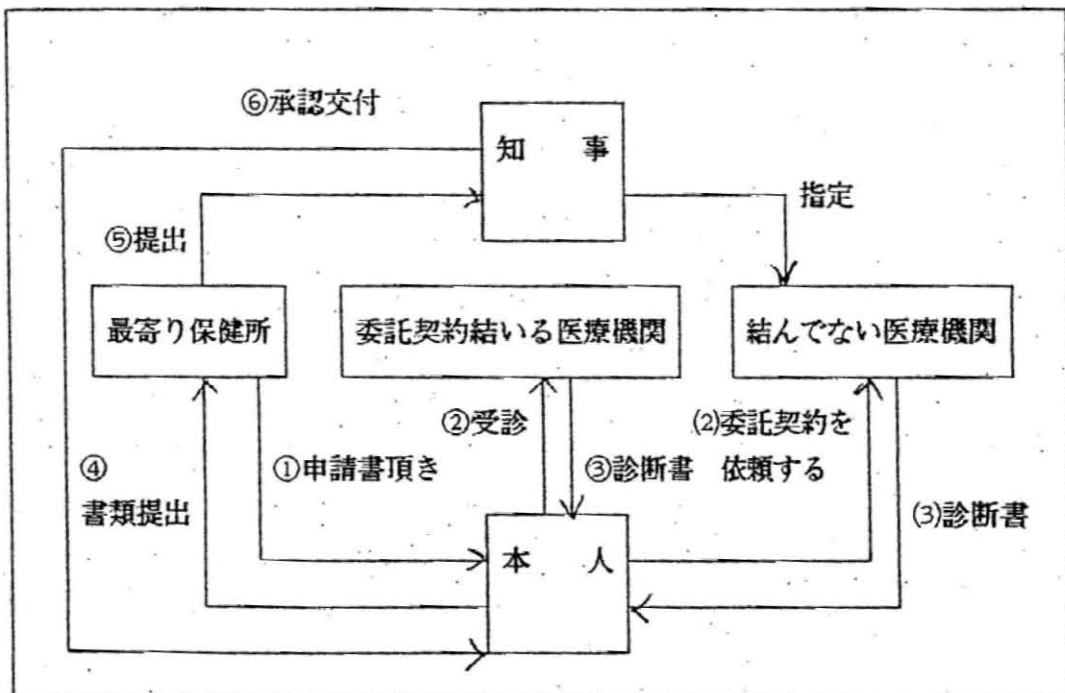 ⑥承認交付
知　事
指定
⑤提出
最寄り保健所
委託契約結いる医療機関
結んでない医療機関
②受診
⑵委託契約を
依頼する
④
書類提出
①申請書頂き
③診断書
⑶診断書
本　人